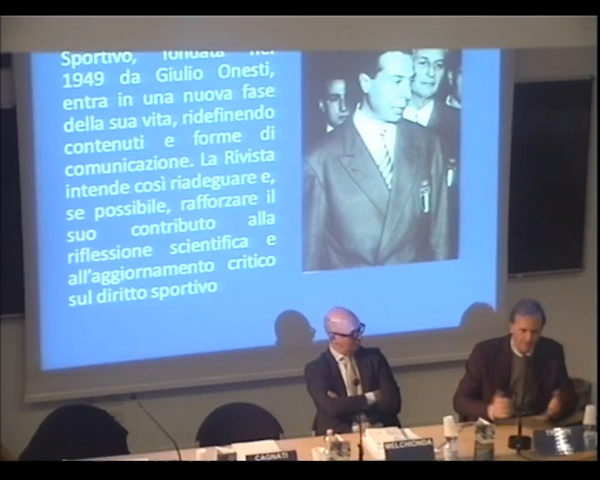 Sportivo, fondata nel
1949 da Giulio Onesti,
entra in una nuova fase
della sua vita, ridefinendo
contenuti e forme di
comunicazione. La Rivista
intende così riadeguare e,
se possibile, rafforzare il
suo contributo alla
riflessione scientifica e
all'aggiornamento critico
sul diritto sportivo
CAGNATI
MELCHIONDA